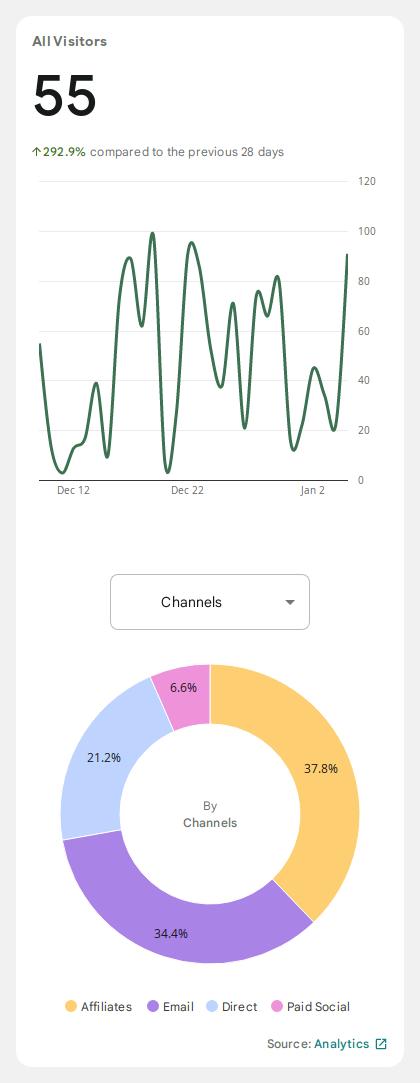 All Visitors
55
↑292.9% compared to the previous 28 days
120
100
80
60
40
20
0
Dec 12 Dec 22 Jan 2
Channels
6.6%
37.8%
21.2%
34.4%
By
Channels
Affiliates Email Direct Paid Social
Source: Analytics